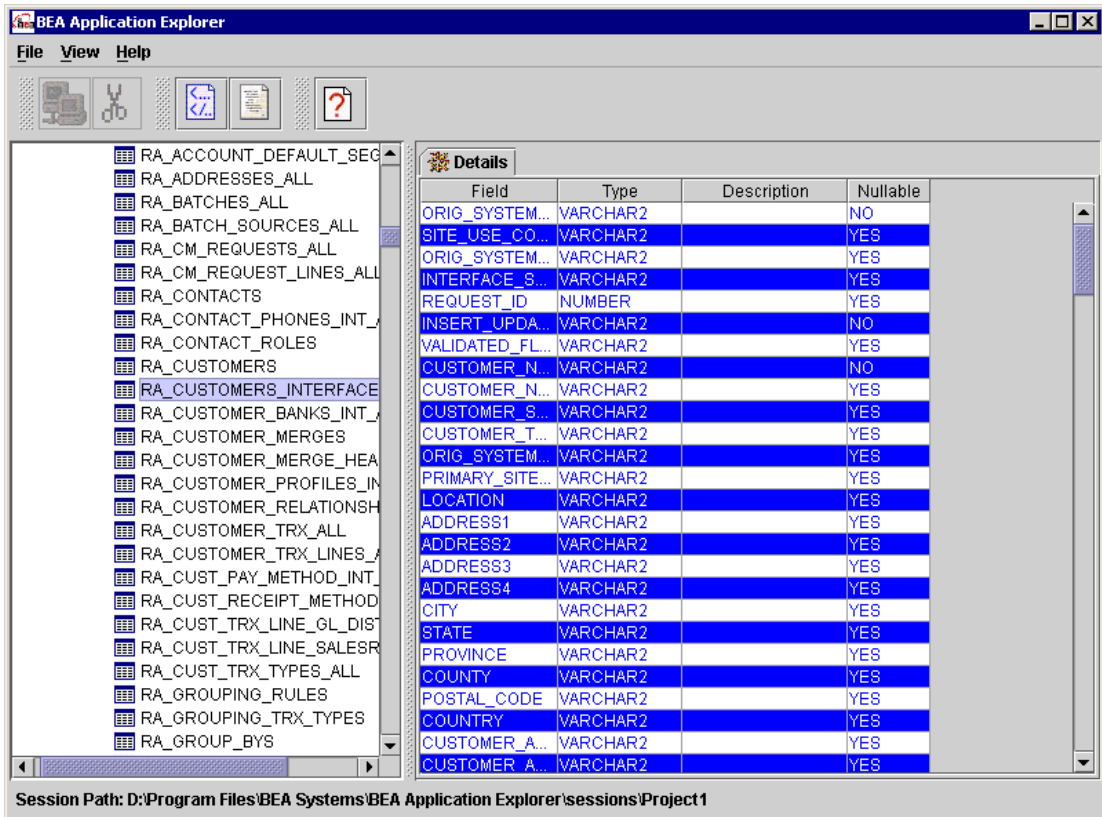 BEA Application Explorer
File View Help
RA_ACCOUNT_DEFAULT_SEG
RA_ADDRESSES_ALL
RA_BATCHES_ALL
RA_BATCH_SOURCES_ALL
RA_CM_REQUESTS_ALL
RA_CM_REQUEST_LINES_ALL
RA_CONTACTS
RA_CONTACT_PHONES_INT_
RA_CONTACT_ROLES
RA_CUSTOMERS
RA_CUSTOMERS_INTERFACE
RA_CUSTOMER_BANKS_INT_
RA_CUSTOMER_MERGES
RA_CUSTOMER_MERGE_HEA
RA_CUSTOMER_PROFILES_IN
RA_CUSTOMER_RELATIONSH
RA_CUSTOMER_TRX_ALL
RA_CUSTOMER_TRX_LINES_
RA_CUST_PAY_METHOD_INT_
RA_CUST_RECEIPT_METHOD
RA_CUST_TRX_LINE_GL_DIST
RA_CUST_TRX_LINE_SALESR
RA_CUST_TRX_TYPES_ALL
RA_GROUPING_RULES
RA_GROUPING_TRX_TYPES
RA_GROUP_BYS
Details
Field Type Description Nullable
ORIG_SYSTEM... VARCHAR2 NO
SITE_USE_CO... VARCHAR2 YES
ORIG_SYSTEM... VARCHAR2 YES
INTERFACE_S... VARCHAR2 YES
REQUEST_ID NUMBER YES
INSERT_UPDA... VARCHAR2 NO
VALIDATED_FL... VARCHAR2 YES
CUSTOMER_N... VARCHAR2 NO
CUSTOMER_N... VARCHAR2 YES
CUSTOMER_S... VARCHAR2 YES
CUSTOMER_T... VARCHAR2 YES
ORIG_SYSTEM... VARCHAR2 YES
PRIMARY_SITE... VARCHAR2 YES
LOCATION VARCHAR2 YES
ADDRESS1 VARCHAR2 YES
ADDRESS2 VARCHAR2 YES
ADDRESS3 VARCHAR2 YES
ADDRESS4 VARCHAR2 YES
CITY VARCHAR2 YES
STATE VARCHAR2 YES
PROVINCE VARCHAR2 YES
COUNTY VARCHAR2 YES
POSTAL_CODE VARCHAR2 YES
COUNTRY VARCHAR2 YES
CUSTOMER_A... VARCHAR2 YES
CUSTOMER_A... VARCHAR2 YES
Session Path: D:\Program Files\BEA Systems\BEA Application Explorer\sessions\Project1